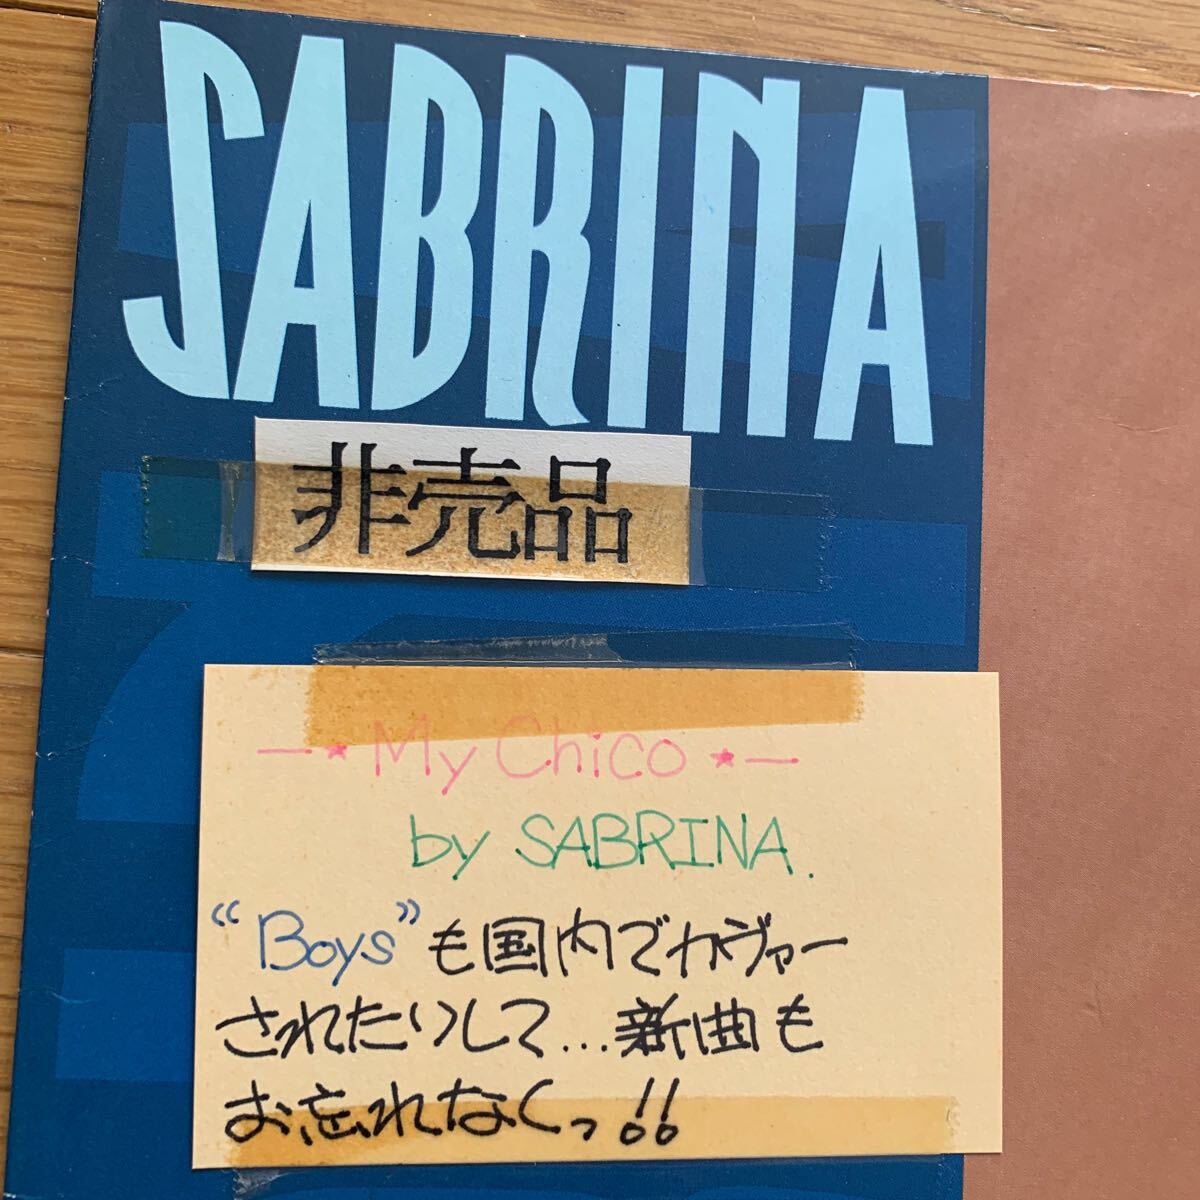 SABRINA
非売品
—★ My Chico ★—
by SABRINA.
“Boys”も国内でカヴァー
されたりして...新曲も
お忘れなくっ!!